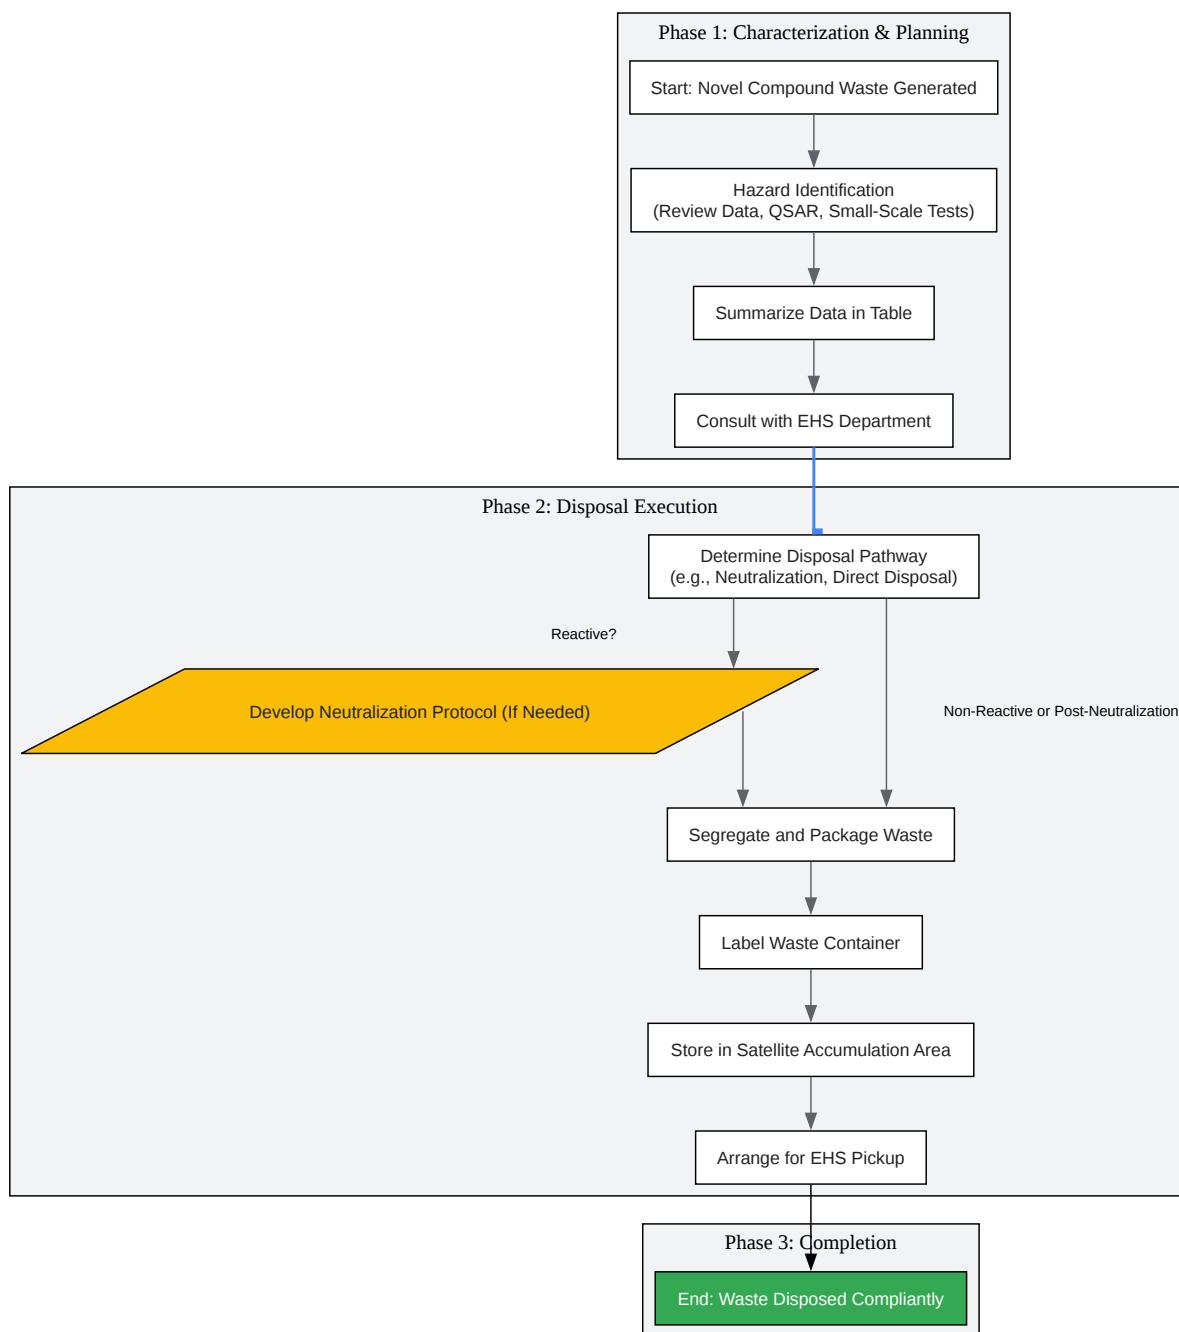 Phase 1: Characterization & Planning
Start: Novel Compound Waste Generated
Hazard Identification
(Review Data, QSAR, Small-Scale Tests)
Summarize Data in Table
Consult with EHS Department
Phase 2: Disposal Execution
Determine Disposal Pathway
(e.g., Neutralization, Direct Disposal)
Reactive?
Develop Neutralization Protocol (If Needed)
Non-Reactive or Post-Neutralization
Segregate and Package Waste
Label Waste Container
Store in Satellite Accumulation Area
Arrange for EHS Pickup
Phase 3: Completion
End: Waste Disposed Compliantly